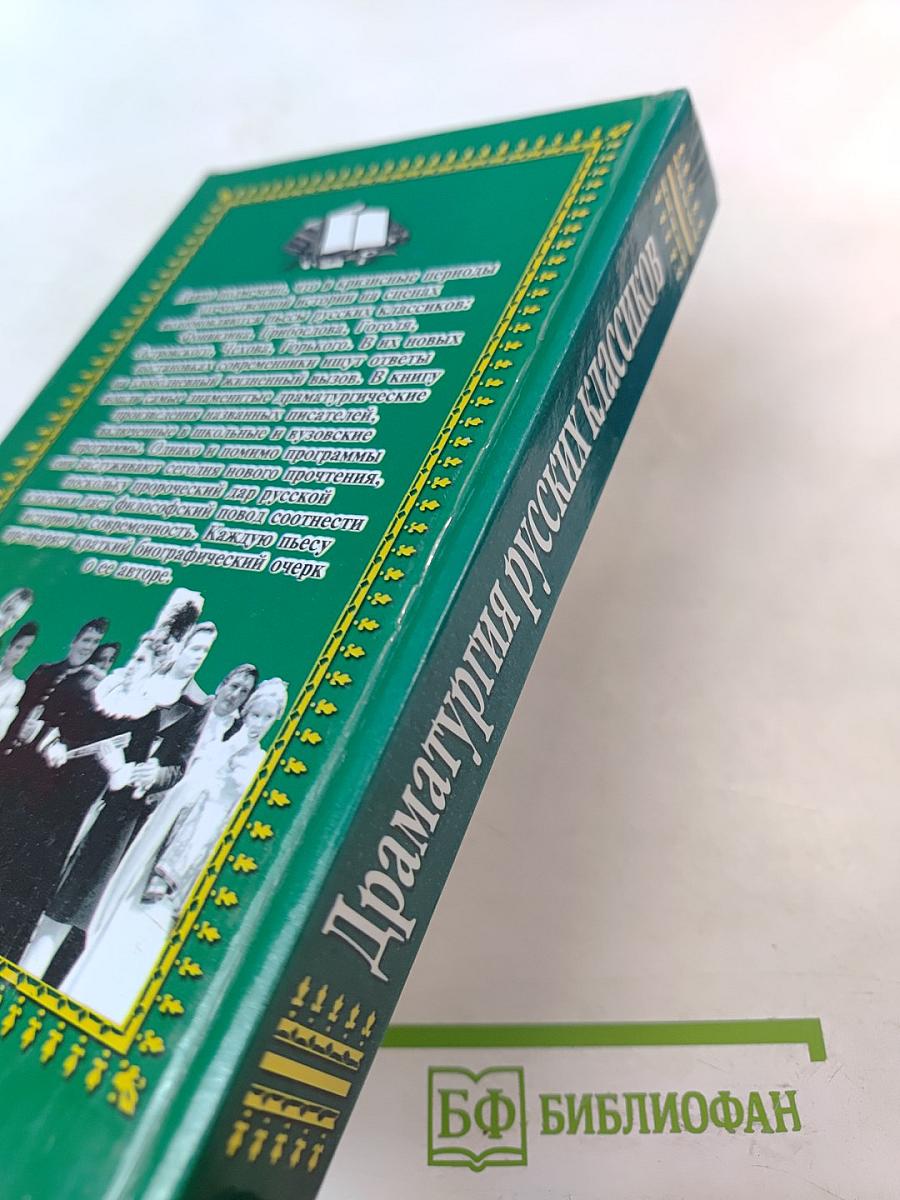 Давно подмечено, что в кризисные периоды
отечественной истории на сценах
возобновляются пьесы русских классиков:
Фонвизина, Грибоедова, Гоголя,
Островского, Чехова, Горького. В их новых
постановках современники ищут ответы
на злободневный жизненный вызов. В книгу
вошли самые знаменитые драматургические
произведения названных писателей,
включенные в школьные и вузовские
программы. Однако и помимо программы
они заслуживают сегодня нового прочтения,
поскольку пророческий дар русской
классики дает философский повод соотнести
историю и современность. Каждую пьесу
предваряет краткий биографический очерк
о ее авторе.
Драматургия русских классиков
БФ БИБЛИОФАН